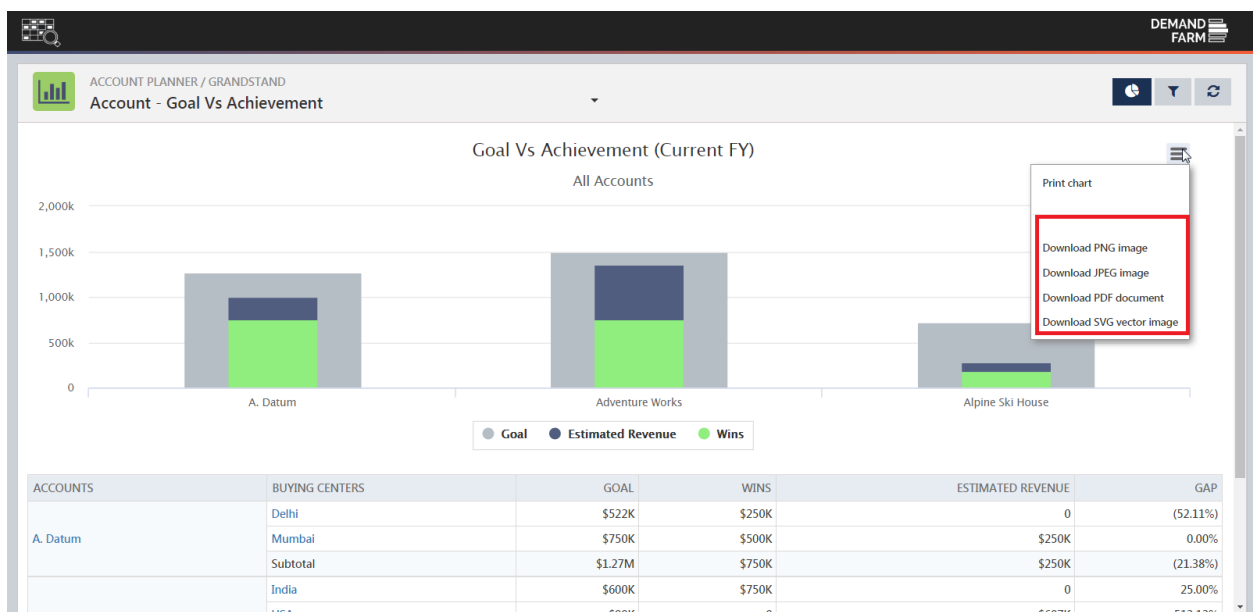 DEMAND
FARM
ACCOUNT PLANNER / GRANDSTAND
Account - Goal Vs Achievement
Goal Vs Achievement (Current FY)
All Accounts
Print chart
Download PNG image
Download JPEG image
Download PDF document
Download SVG vector image
2,000k
1,500k
1,000k
500k
0
A. Datum Adventure Works Alpine Ski House
Goal Estimated Revenue Wins
ACCOUNTS BUYING CENTERS GOAL WINS ESTIMATED REVENUE GAP
Delhi $522K $250K 0 (52.11%)
A. Datum Mumbai $750K $500K $250K 0.00%
Subtotal $1.27M $750K $250K (21.38%)
India $600K $750K 0 25.00%